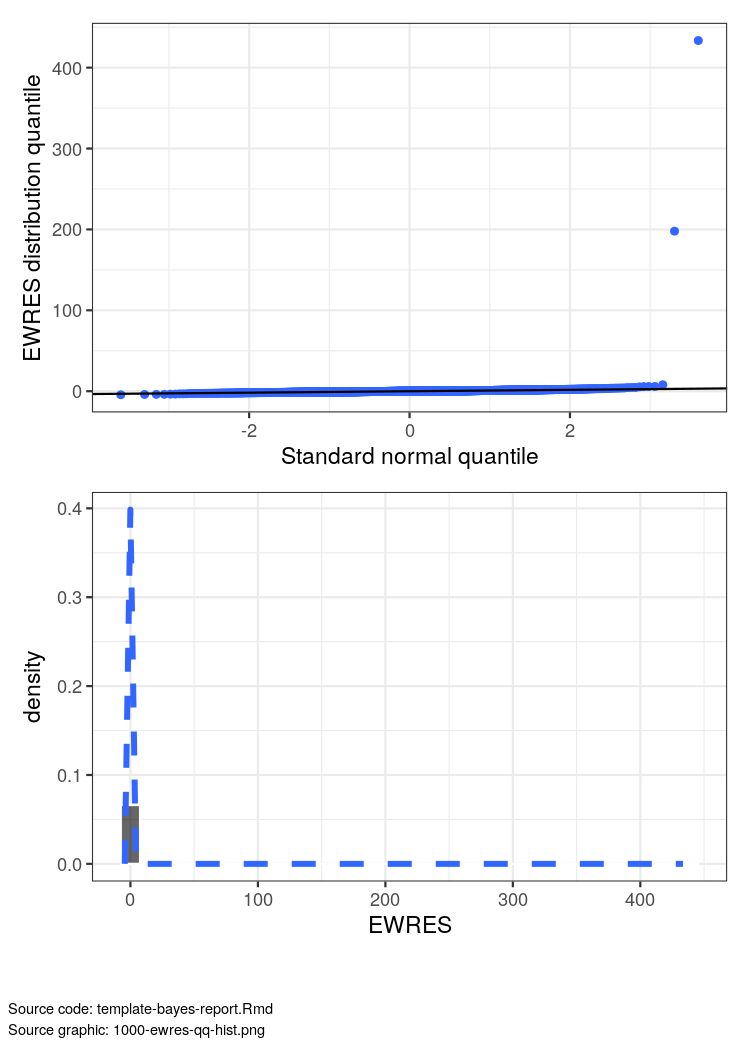 400
300
200
100
0
EWRES distribution quantile
-2 0 2
Standard normal quantile
0.4
0.3
0.2
0.1
0.0
density
0 100 200 300 400
EWRES
Source code: template-bayes-report.Rmd
Source graphic: 1000-ewres-qq-hist.png